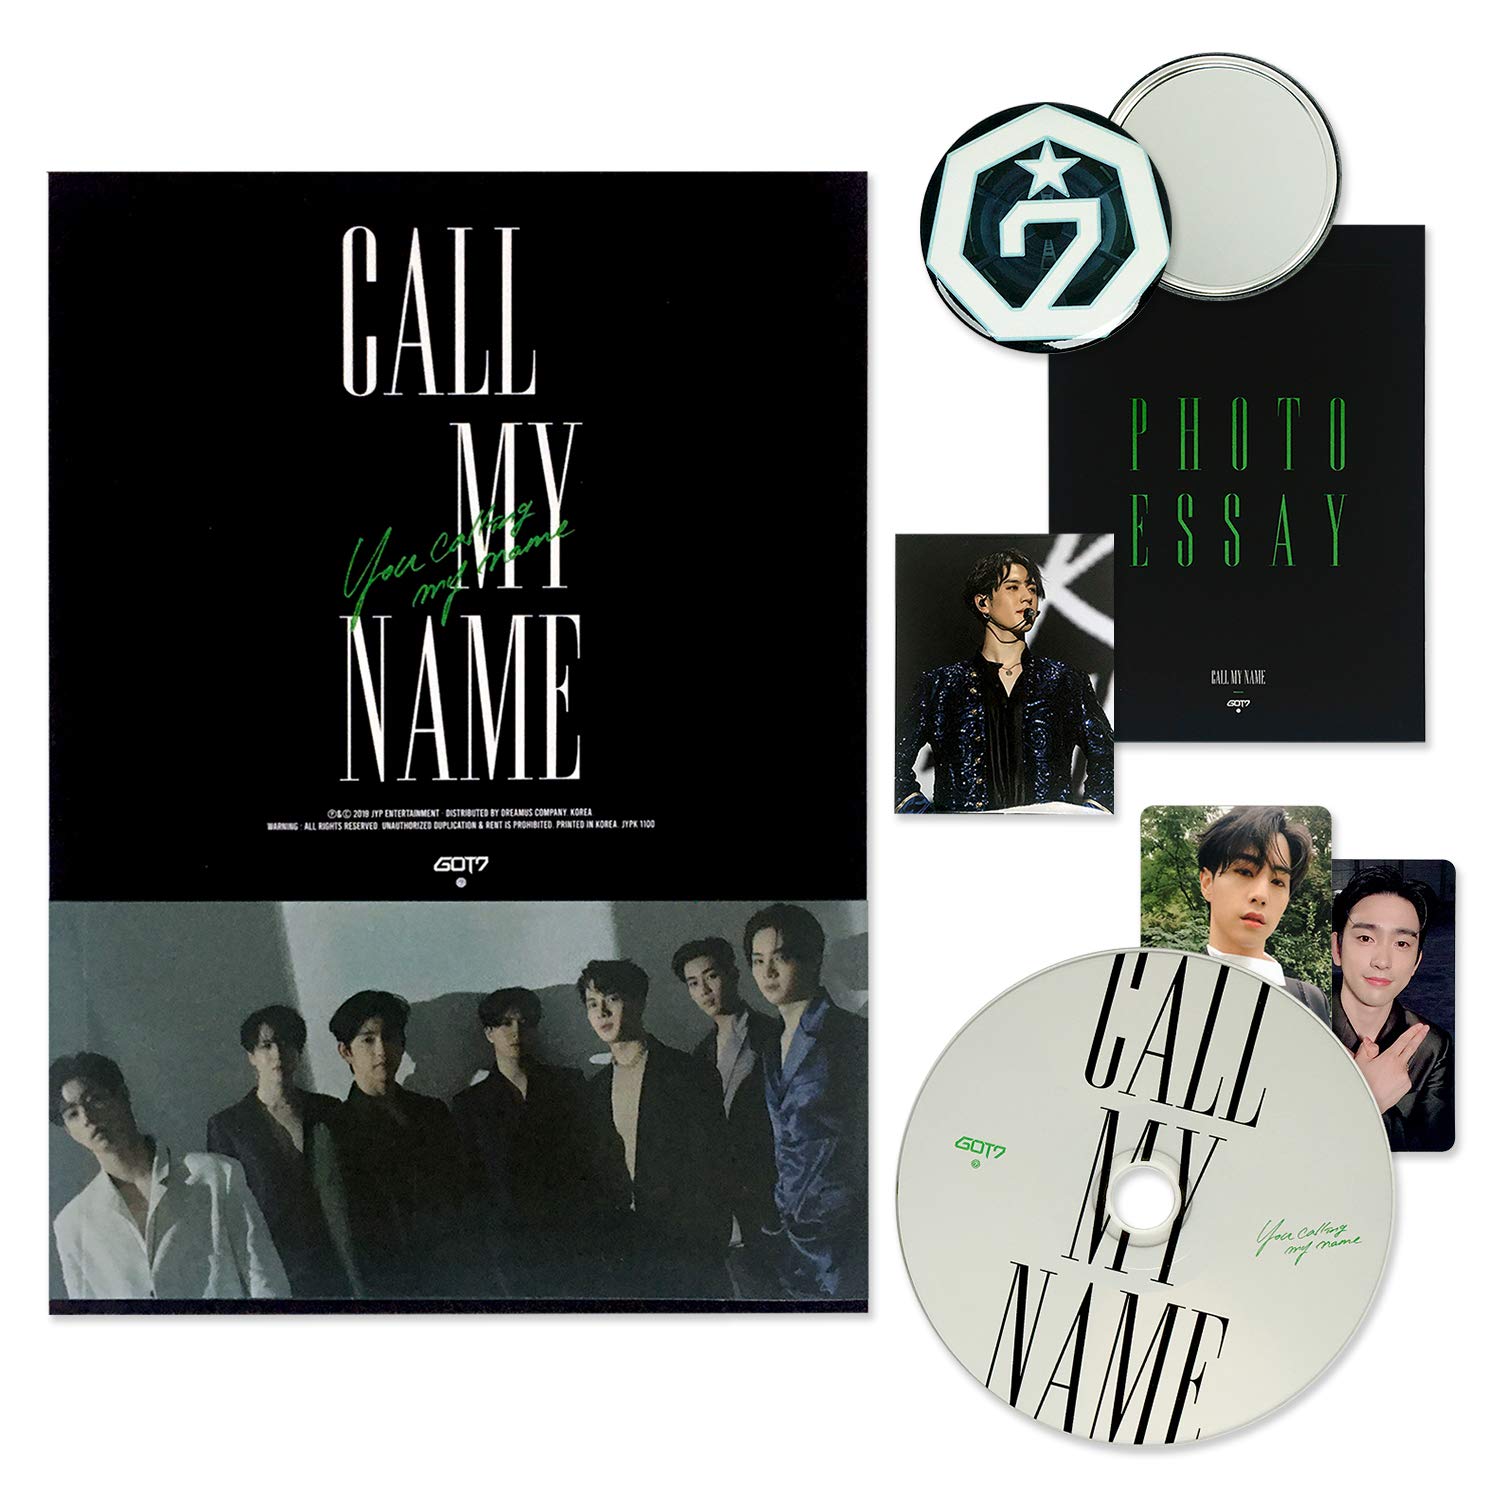 CALL
MY
NAME
You calling
my name
Ⓟ&Ⓒ 2019 JYP ENTERTAINMENT · DISTRIBUTED BY DREAMUS COMPANY. KOREA
WARNING : ALL RIGHTS RESERVED. UNAUTHORIZED DUPLICATION & RENT IS PROHIBITED. PRINTED IN KOREA. JYPK 1100
GOT7
7
PHOTO
ESSAY
CALL MY NAME
GOT7
CALL
MY
NAME
GOT7
You calling
my name